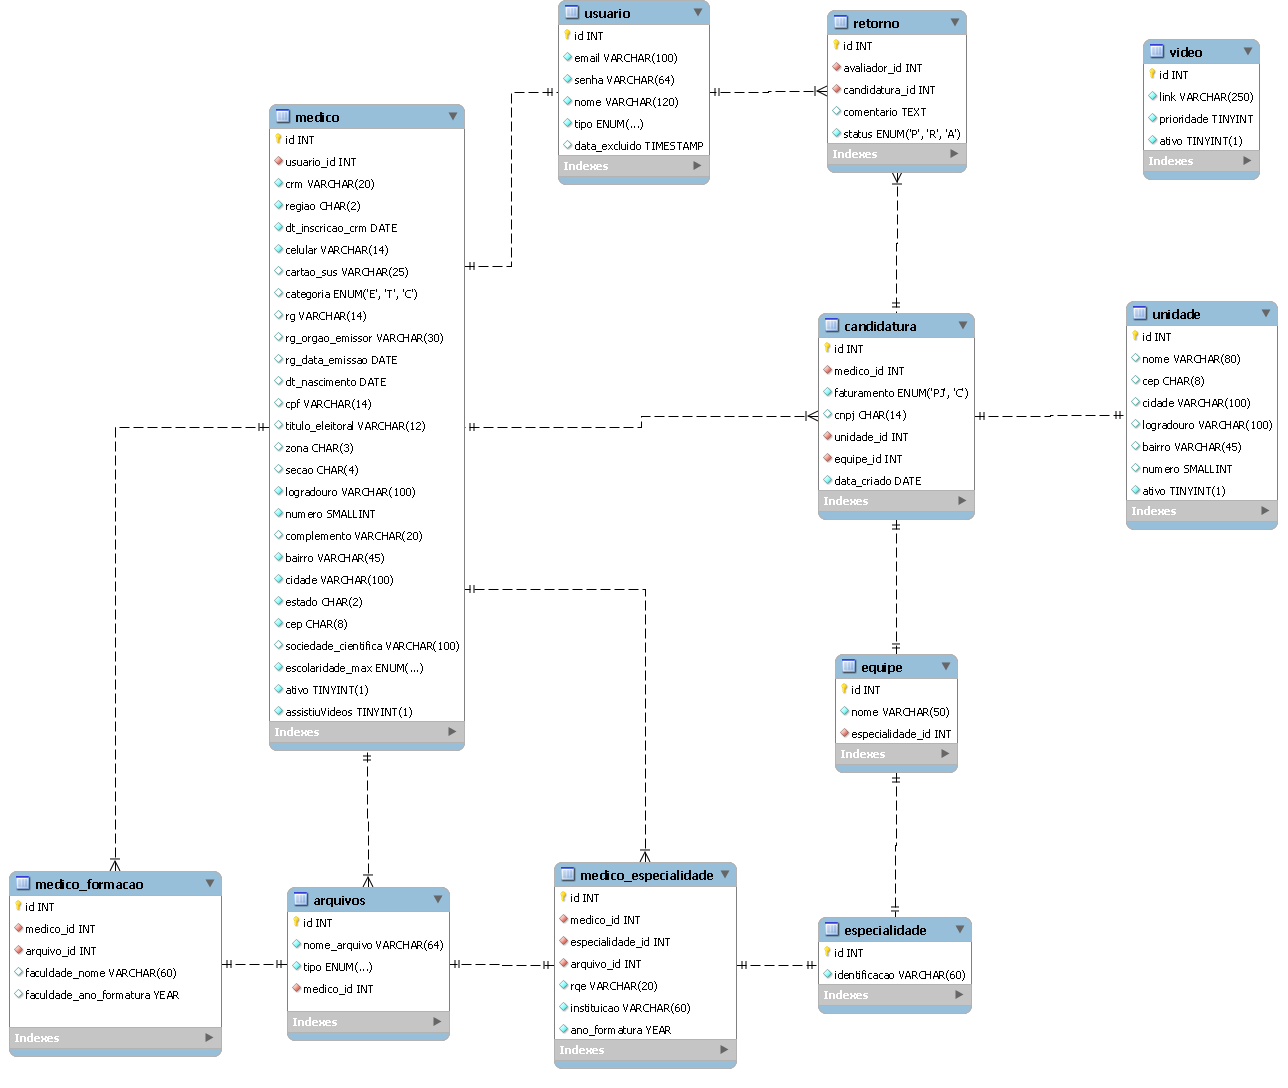 usuario
id INT
email VARCHAR(100)
senha VARCHAR(64)
nome VARCHAR(120)
tipo ENUM(...)
data_excluido TIMESTAMP
Indexes
retorno
id INT
avaliador_id INT
candidatura_id INT
comentario TEXT
status ENUM('P', 'R', 'A')
Indexes
video
id INT
link VARCHAR(250)
prioridade TINYINT
ativo TINYINT(1)
Indexes
medico
id INT
usuario_id INT
crm VARCHAR(20)
regiao CHAR(2)
dt_inscricao_crm DATE
celular VARCHAR(14)
cartao_sus VARCHAR(25)
categoria ENUM('E', 'T', 'C')
rg VARCHAR(14)
rg_orgao_emissor VARCHAR(30)
rg_data_emissao DATE
dt_nascimento DATE
cpf VARCHAR(14)
titulo_eleitoral VARCHAR(12)
zona CHAR(3)
secao CHAR(4)
logradouro VARCHAR(100)
numero SMALLINT
complemento VARCHAR(20)
bairro VARCHAR(45)
cidade VARCHAR(100)
estado CHAR(2)
cep CHAR(8)
sociedade_cientifica VARCHAR(100)
escolaridade_max ENUM(...)
ativo TINYINT(1)
assistiuVideos TINYINT(1)
Indexes
candidatura
id INT
medico_id INT
faturamento ENUM('PJ', 'C')
cnpj CHAR(14)
unidade_id INT
equipe_id INT
data_criado DATE
Indexes
unidade
id INT
nome VARCHAR(80)
cep CHAR(8)
cidade VARCHAR(100)
logradouro VARCHAR(100)
bairro VARCHAR(45)
numero SMALLINT
ativo TINYINT(1)
Indexes
equipe
id INT
nome VARCHAR(50)
especialidade_id INT
Indexes
medico_formacao
id INT
medico_id INT
arquivo_id INT
faculdade_nome VARCHAR(60)
faculdade_ano_formatura YEAR
Indexes
arquivos
id INT
nome_arquivo VARCHAR(64)
tipo ENUM(...)
medico_id INT
Indexes
medico_especialidade
id INT
medico_id INT
especialidade_id INT
arquivo_id INT
rqe VARCHAR(20)
instituicao VARCHAR(60)
ano_formatura YEAR
Indexes
especialidade
id INT
identificacao VARCHAR(60)
Indexes